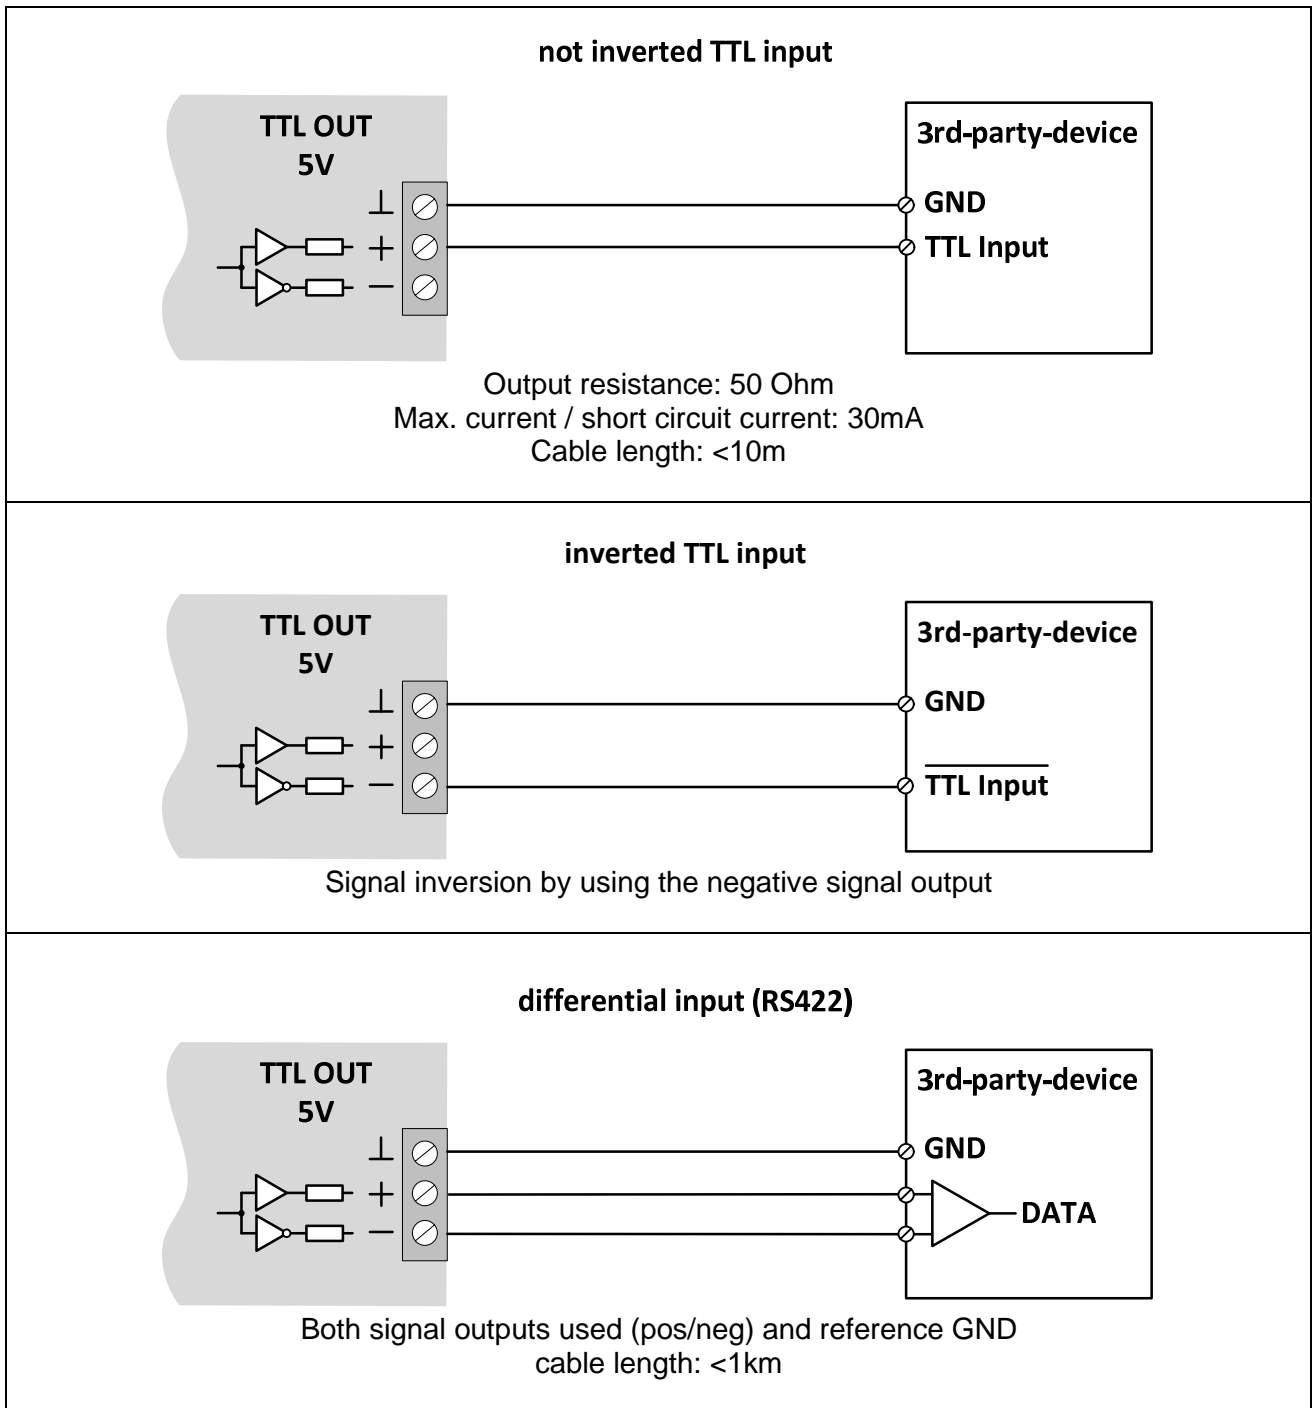 not inverted TTL input
TTL OUT
5V
3rd-party-device
⊥
GND
+
TTL Input
−
Output resistance: 50 Ohm
Max. current / short circuit current: 30mA
Cable length: <10m
inverted TTL input
TTL OUT
5V
3rd-party-device
⊥
GND
+
−
TTL Input
Signal inversion by using the negative signal output
differential input (RS422)
TTL OUT
5V
3rd-party-device
⊥
GND
+
DATA
−
Both signal outputs used (pos/neg) and reference GND
cable length: <1km